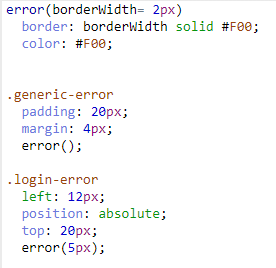 error(borderWidth= 2px)
  border: borderWidth solid #F00;
  color: #F00;


.generic-error
  padding: 20px;
  margin: 4px;
  error();

.login-error
  left: 12px;
  position: absolute;
  top: 20px;
  error(5px);